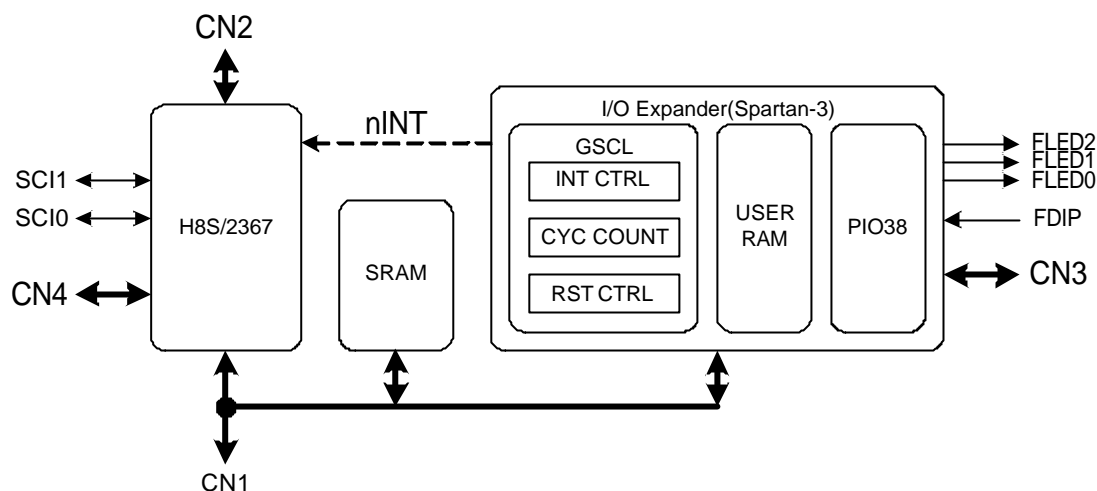 CN2
I/O Expander(Spartan-3)
nINT
GSCL
INT CTRL
CYC COUNT
RST CTRL
USER
RAM
PIO38
FLED2
FLED1
FLED0
FDIP
CN3
SCI1
SCI0
H8S/2367
CN4
SRAM
CN1